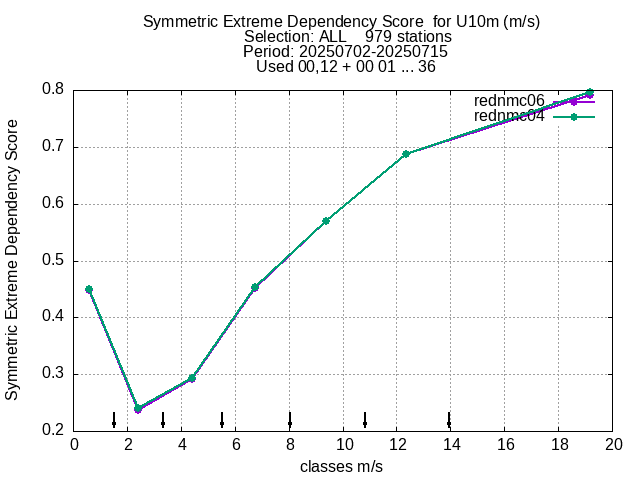 Symmetric Extreme Dependency Score  for U10m (m/s)
Selection: ALL    979 stations
Period: 20250702-20250715
Used 00,12 + 00 01 ... 36
Symmetric Extreme Dependency Score
0.8
0.7
0.6
0.5
0.4
0.3
0.2
rednmc06
rednmc04
0 2 4 6 8 10 12 14 16 18 20
classes m/s